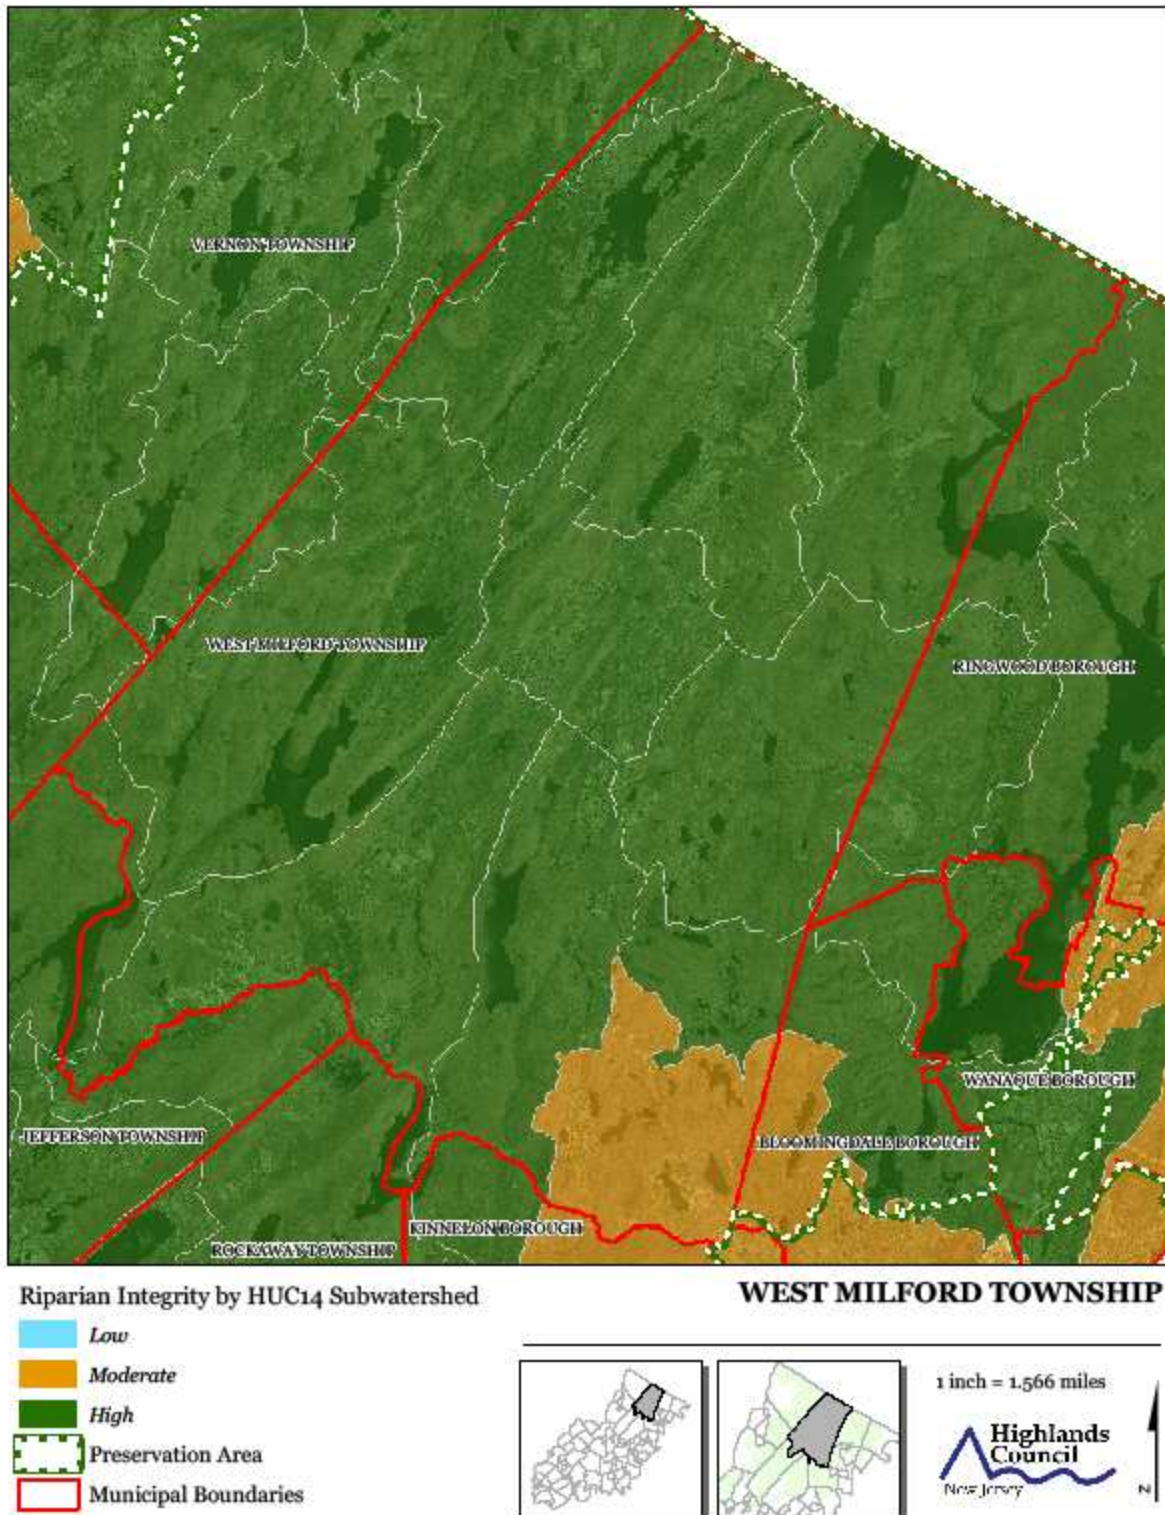 VERNON TOWNSHIP
WEST MILFORD TOWNSHIP
RINGWOOD BOROUGH
WANAQUE BOROUGH
JEFFERSON TOWNSHIP
BLOOMINGDALE BOROUGH
KINNELON BOROUGH
ROCKAWAY TOWNSHIP
Riparian Integrity by HUC14 Subwatershed
Low
Moderate
High
Preservation Area
Municipal Boundaries
WEST MILFORD TOWNSHIP
1 inch = 1.566 miles
Highlands
Council
New Jersey
N